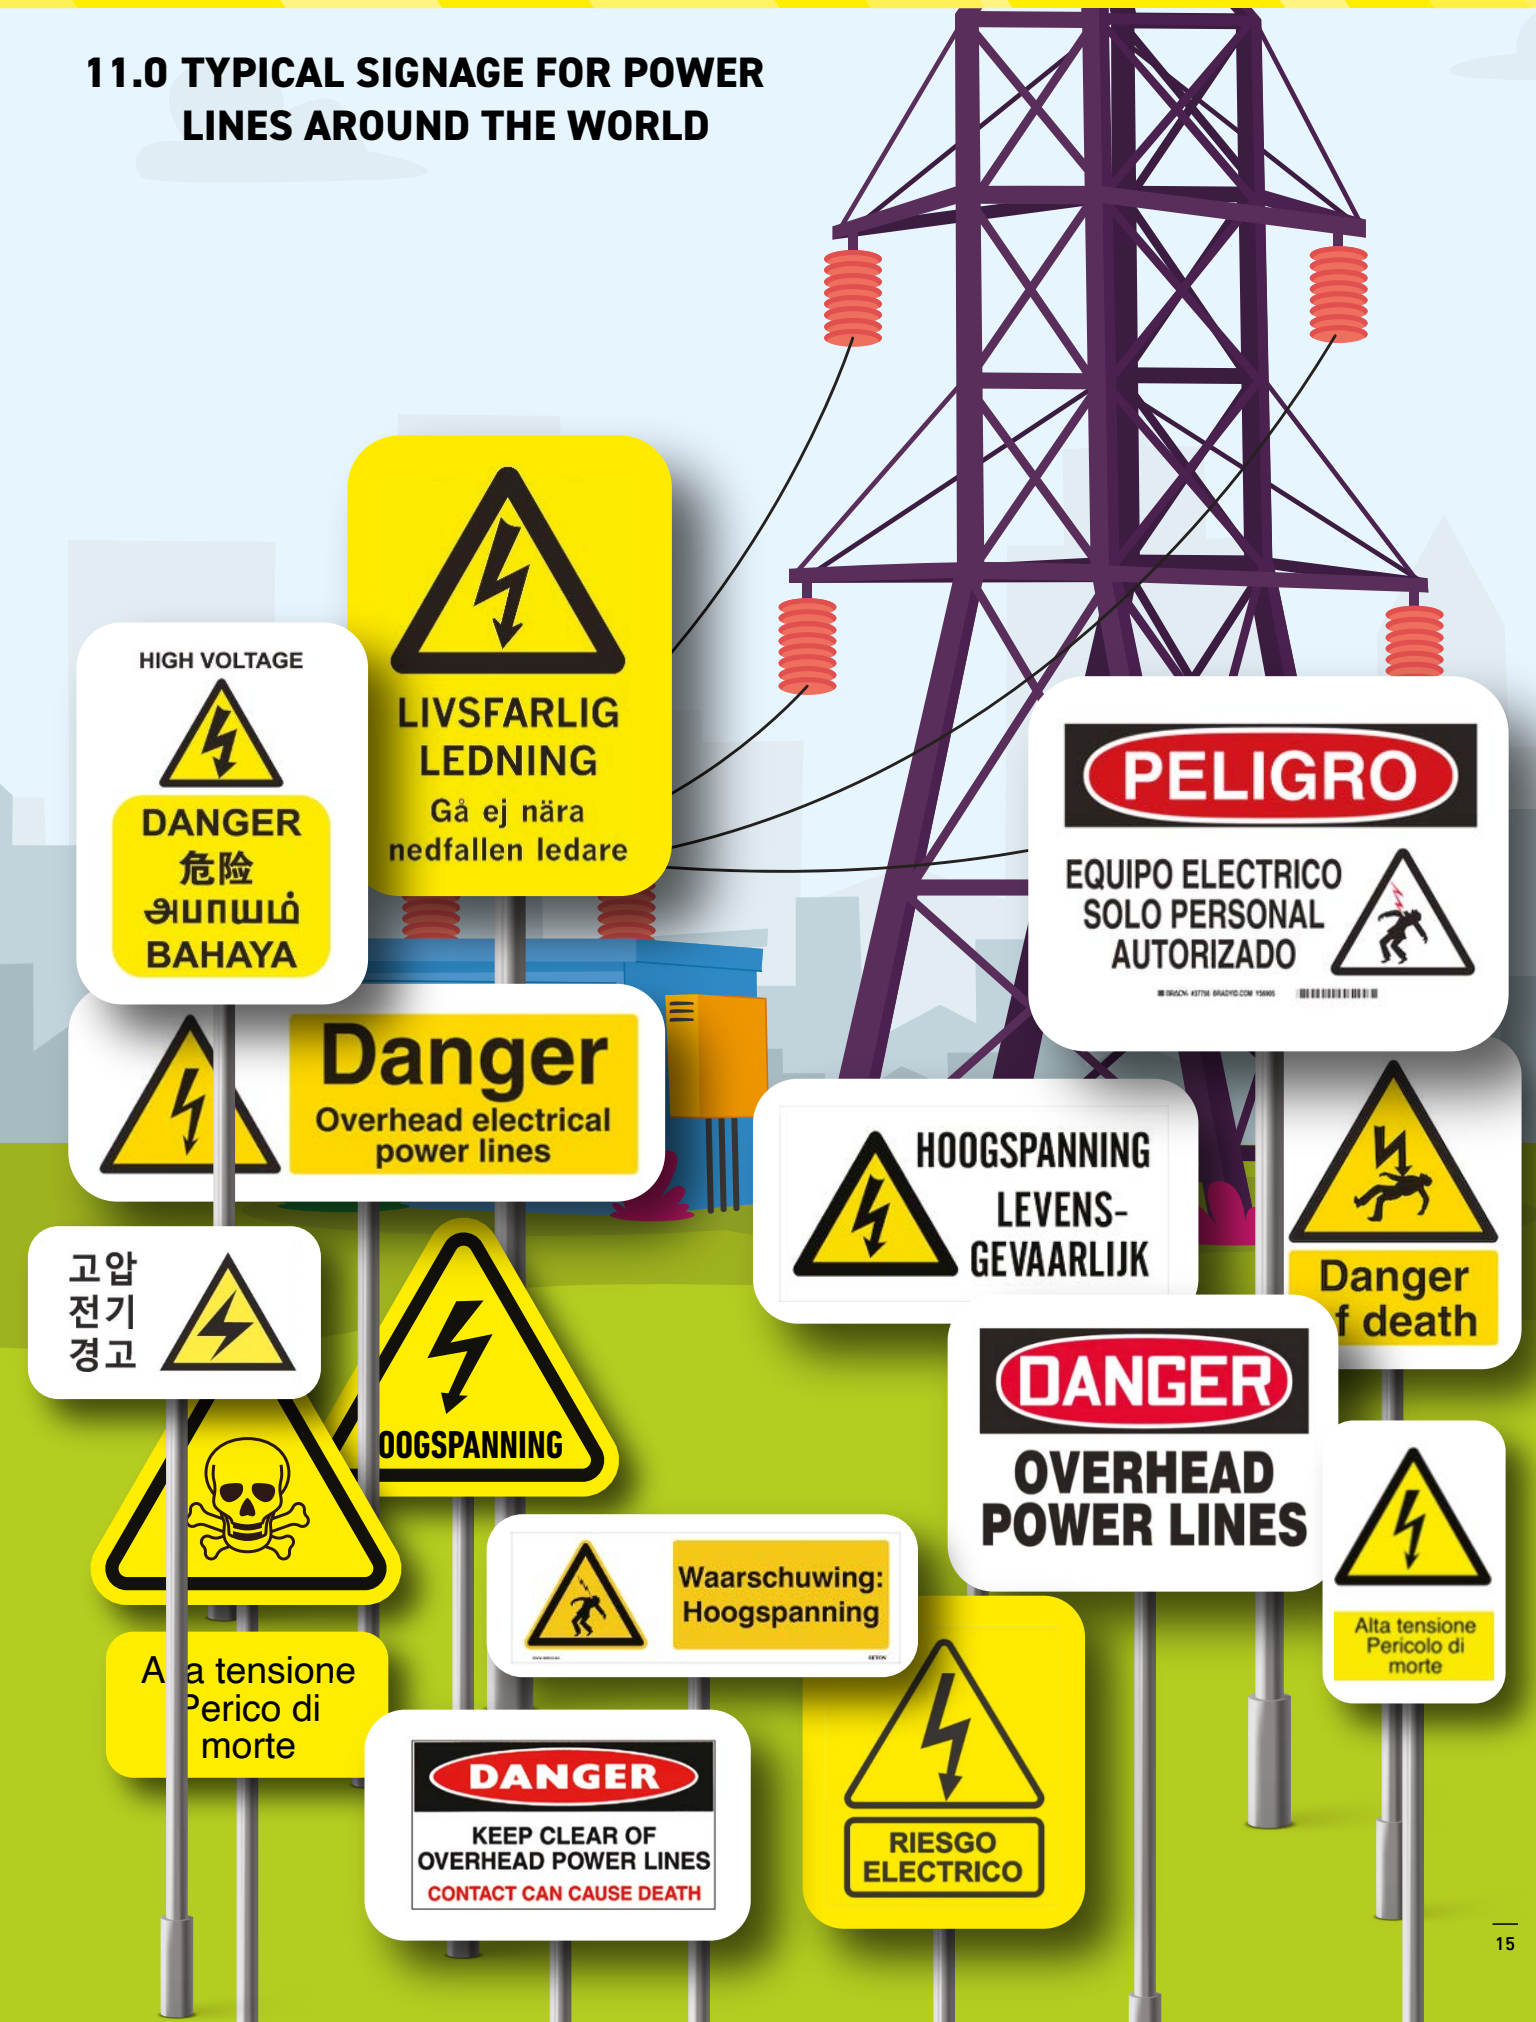 11.0 TYPICAL SIGNAGE FOR POWER
LINES AROUND THE WORLD
LIVSFARLIG
LEDNING
Gå ej nära
nedfallen ledare
HIGH VOLTAGE
DANGER
危险
அபாயம்
BAHAYA
PELIGRO
EQUIPO ELECTRICO
SOLO PERSONAL
AUTORIZADO
Danger
Overhead electrical
power lines
HOOGSPANNING
LEVENS-
GEVAARLIJK
Danger
f death
고압
전기
경고
OOGSPANNING
DANGER
OVERHEAD
POWER LINES
Waarschuwing:
Hoogspanning
Alta tensione
Pericolo di
morte
A a tensione
Perico di
morte
DANGER
KEEP CLEAR OF
OVERHEAD POWER LINES
CONTACT CAN CAUSE DEATH
RIESGO
ELECTRICO
15